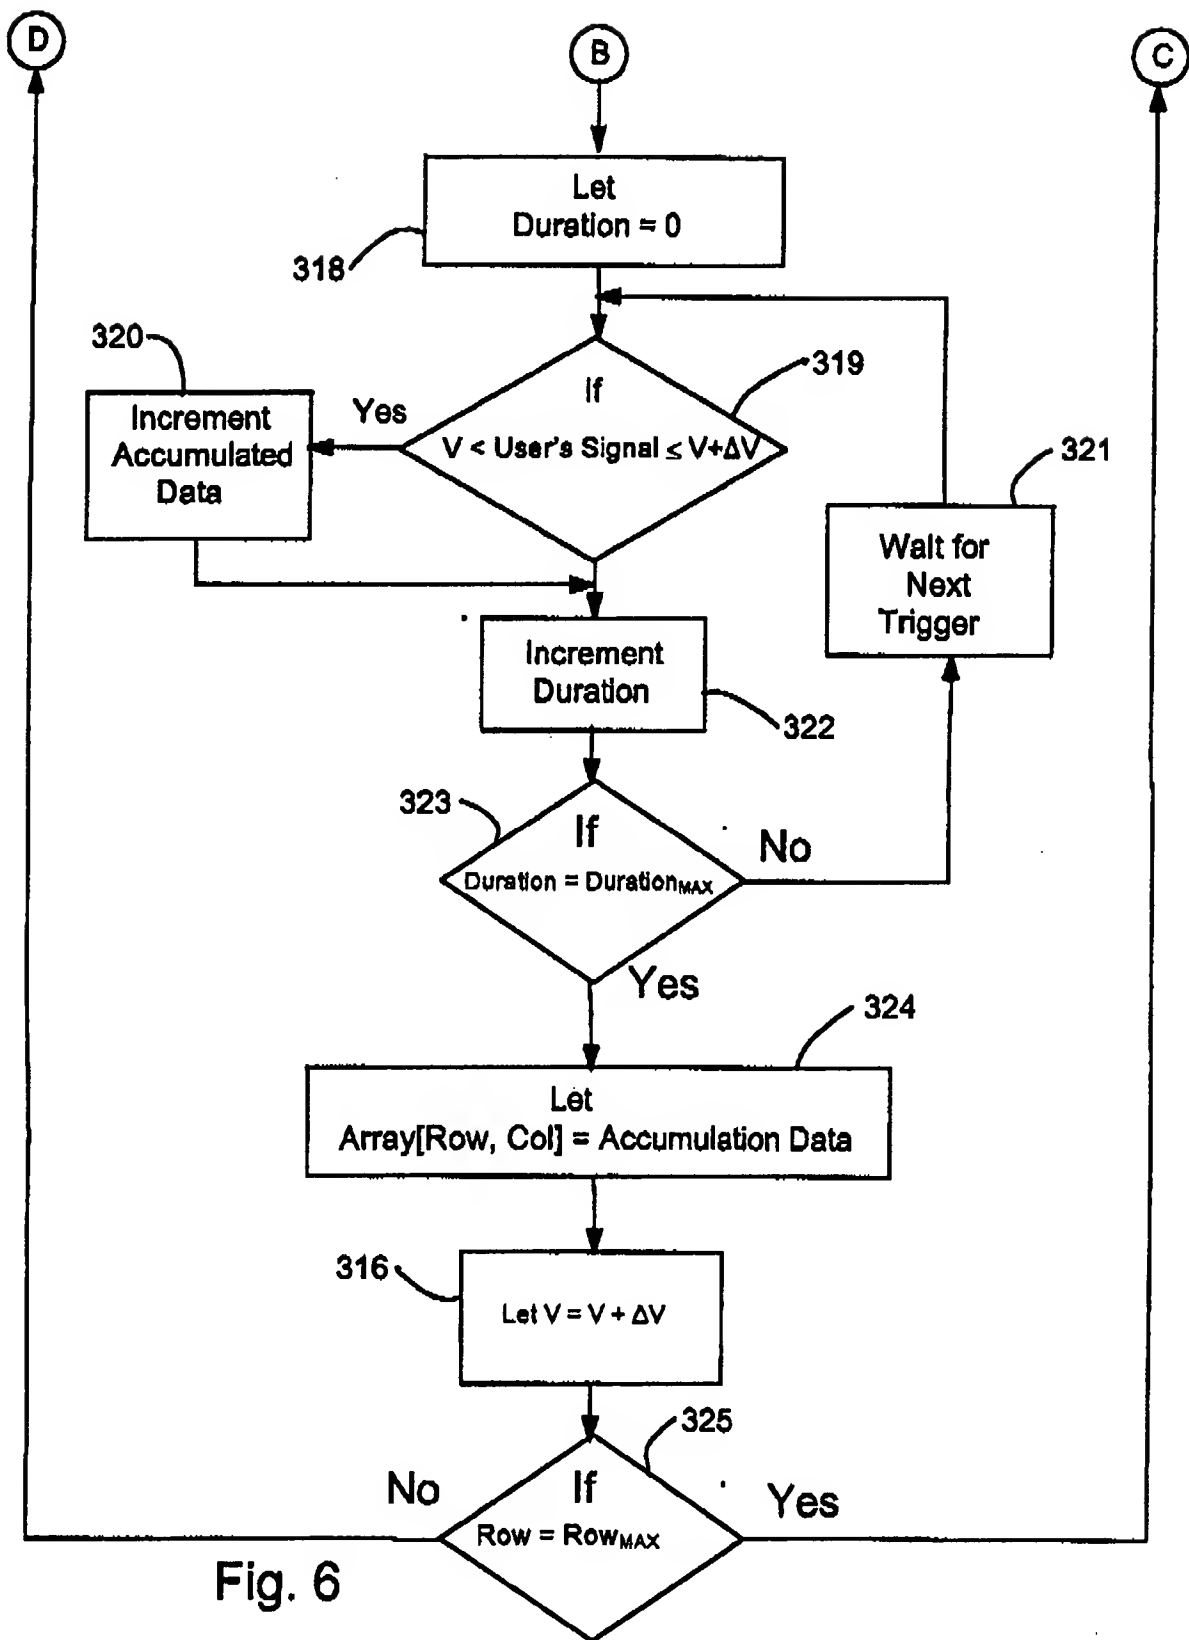 D
B
C
Let
Duration = 0
318
320
319
If
V < User's Signal ≤ V+ΔV
Yes
Increment
Accumulated
Data
321
Wait for
Next
Trigger
Increment
Duration
322
323
If
Duration = DurationMAX
No
Yes
324
Let
Array[Row, Col] = Accumulation Data
316
Let V = V + ΔV
325
No
If
Row = RowMAX
Yes
Fig. 6